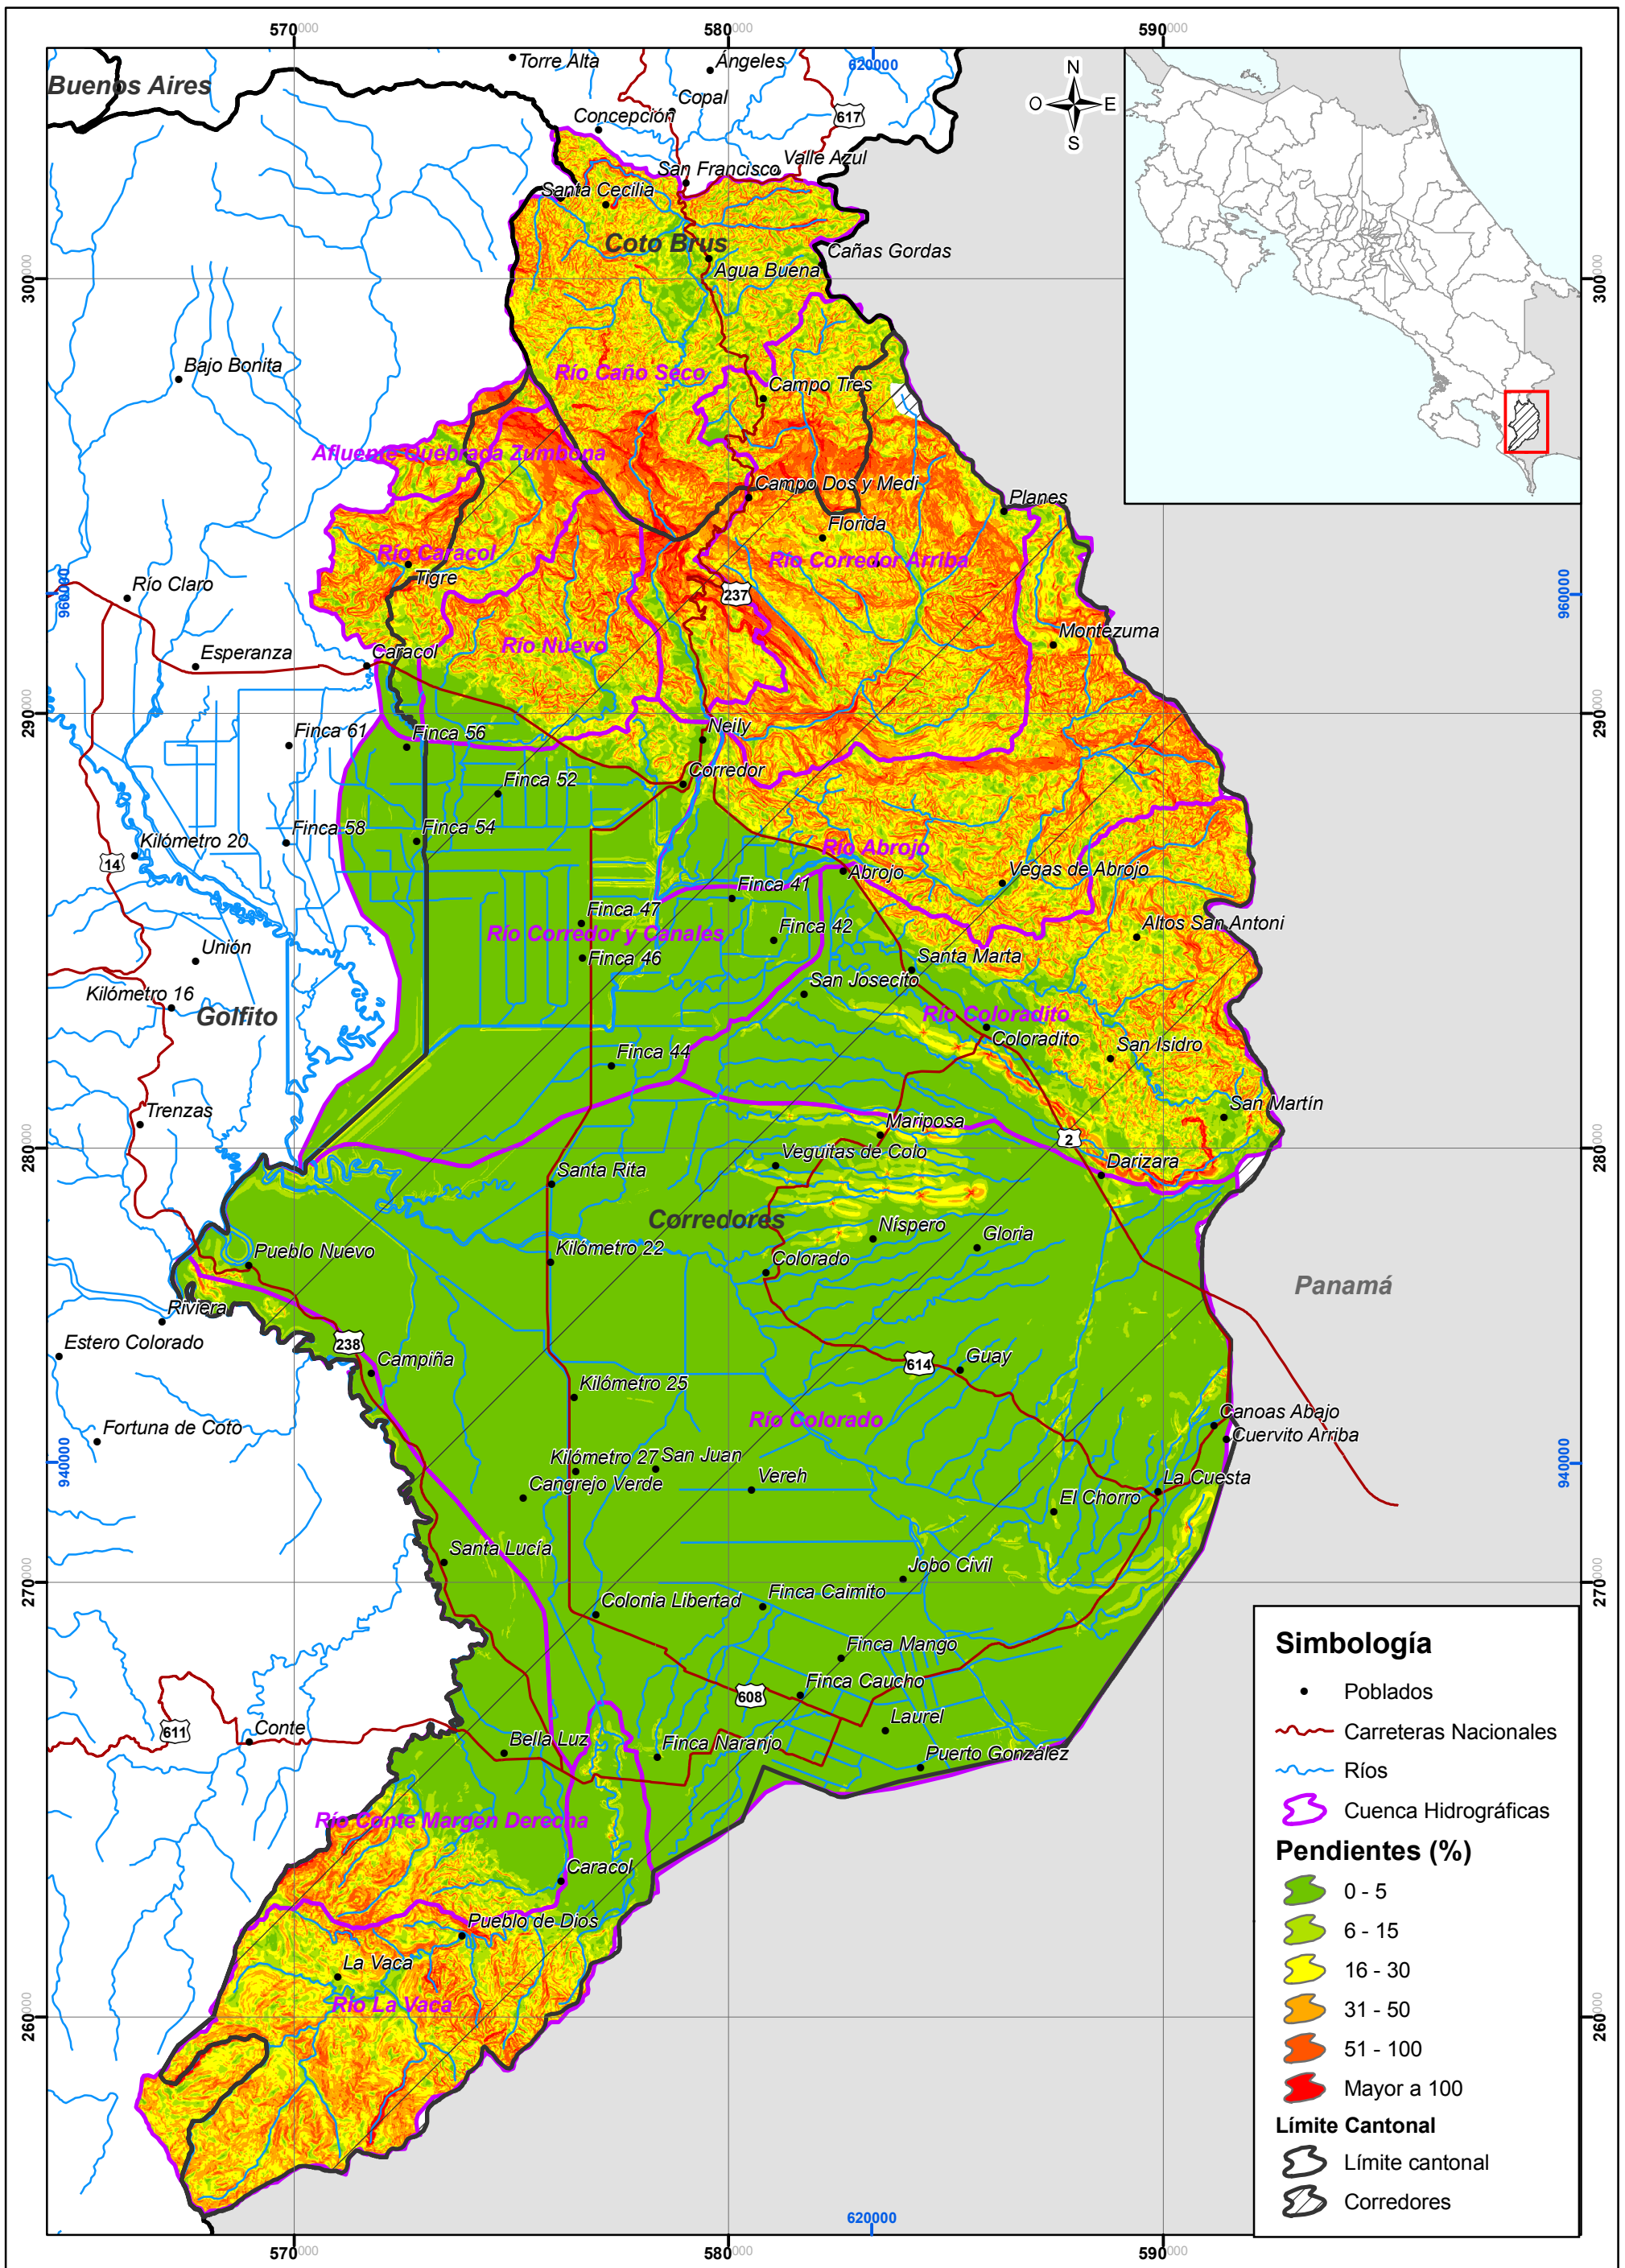 570000
580000
590000
Torre Alta
Ángeles
620000
N
Buenos Aires
Copal
O
E
Concepción
617
S
Valle Azul
San Francisco
Santa Cecilia
Coto Brus
Cañas Gordas
Agua Buena
300000
300000
Bajo Bonita
Río Caño Seco
Campo Tres
Afluente Quebrada Zumbona
Campo Dos y Medi
Planes
Florida
Río Caracol
Río Corredor Arriba
Tigre
Río Claro
960000
237
960000
Montezuma
Río Nuevo
Esperanza
Caracol
290000
290000
Neily
Finca 61
Finca 56
Corredor
Finca 52
Finca 58
Finca 54
Kilómetro 20
Río Abrojo
14
Abrojo
Vegas de Abrojo
Finca 41
Finca 47
Altos San Antoni
Río Corredor y Canales
Finca 42
Unión
Finca 46
Santa Marta
San Josecito
Kilómetro 16
Golfito
Río Coloradito
Coloradito
San Isidro
Finca 44
Trenzas
San Martín
Mariposa
2
280000
280000
Veguitas de Colo
Darizara
Santa Rita
Corredores
Níspero
Gloria
Pueblo Nuevo
Kilómetro 22
Colorado
Panamá
Riviera
Estero Colorado
238
Campiña
614
Guay
Kilómetro 25
Río Colorado
Canoas Abajo
Fortuna de Coto
Cuervito Arriba
940000
Kilómetro 27
San Juan
940000
Cangrejo Verde
Vereh
La Cuesta
El Chorro
Santa Lucía
Jobo Civil
270000
270000
Finca Caimito
Colonia Libertad
Finca Mango
Finca Caucho
608
Laurel
611
Conte
Bella Luz
Finca Naranjo
Puerto González
Río Conte Margen Derecha
Caracol
Pueblo de Dios
La Vaca
Río La Vaca
260000
260000
Simbología
Poblados
Carreteras Nacionales
Ríos
Cuenca Hidrográficas
Pendientes (%)
0 - 5
6 - 15
16 - 30
31 - 50
51 - 100
Mayor a 100
Límite Cantonal
Límite cantonal
Corredores
620000
570000
580000
590000